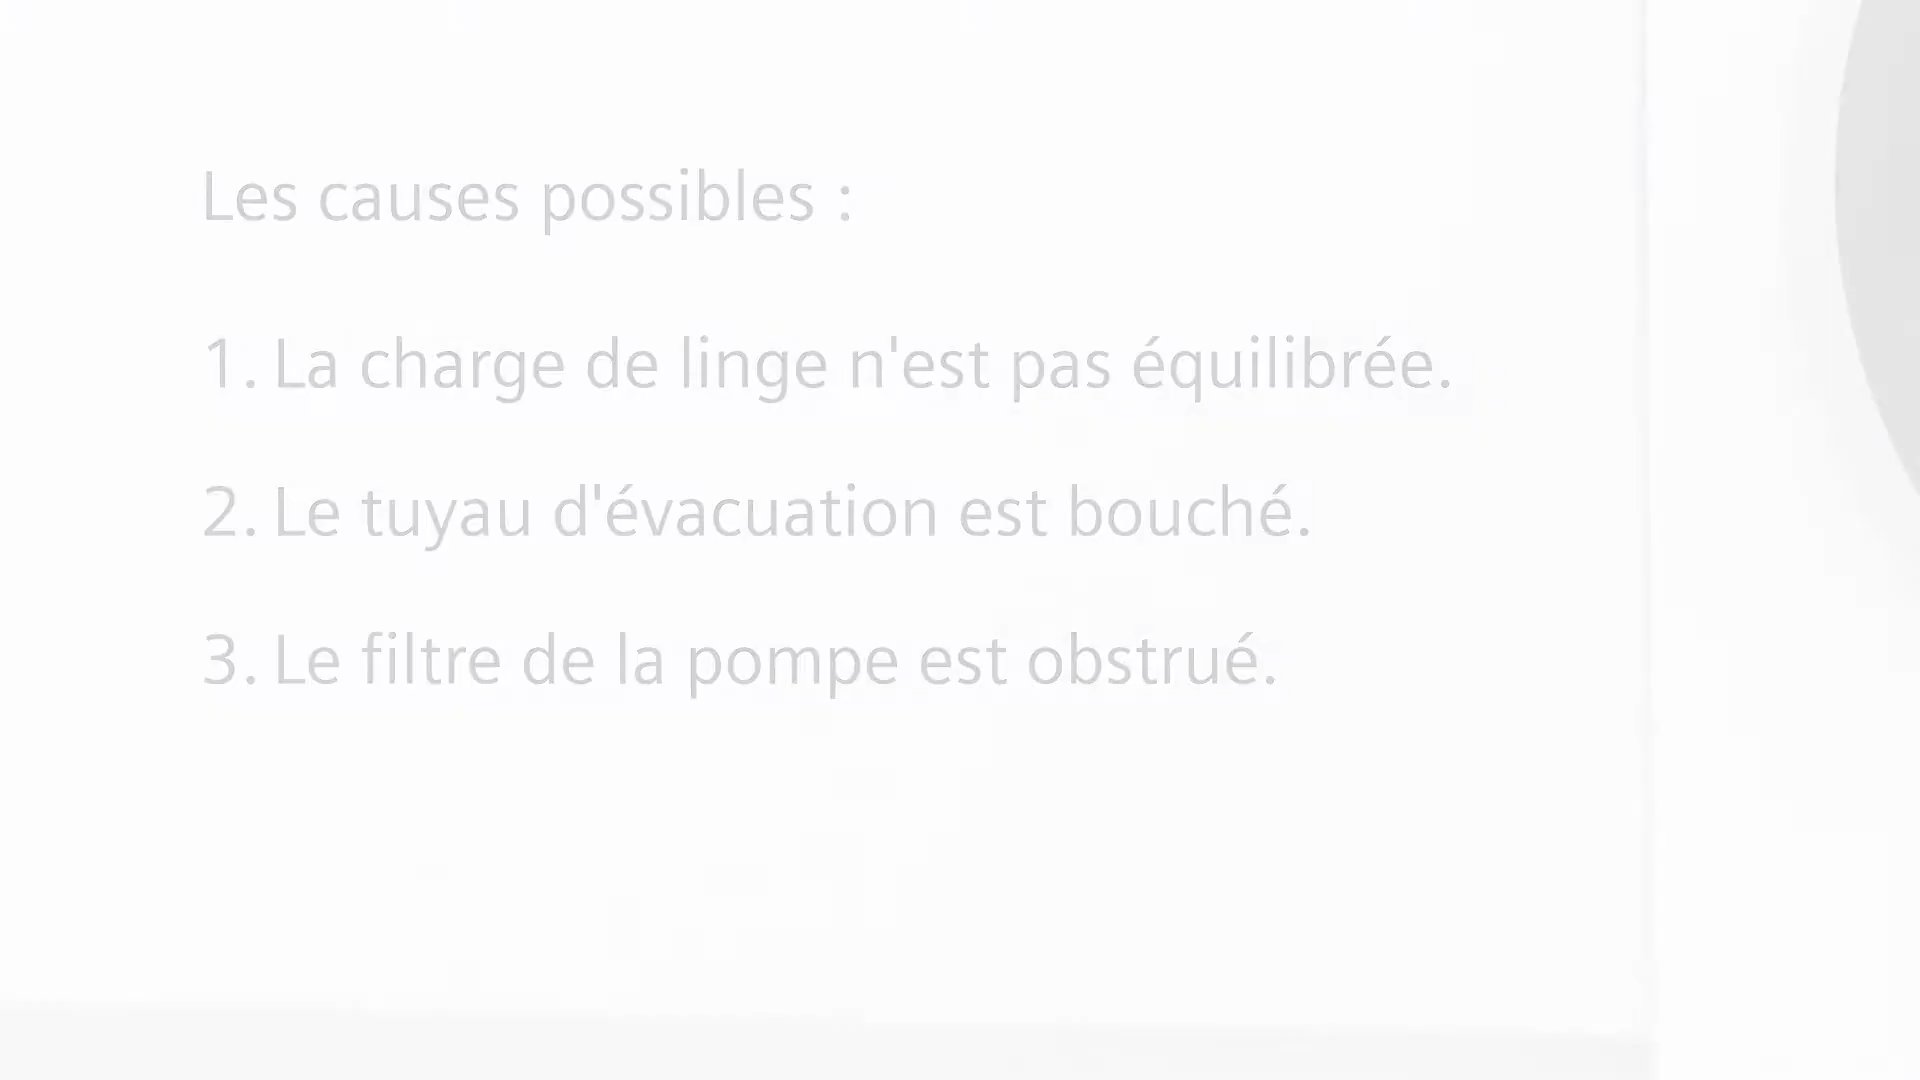 Les causes possibles :
1. La charge de linge n'est pas équilibrée.
2. Le tuyau d'évacuation est bouché.
3. Le filtre de la pompe est obstrué.